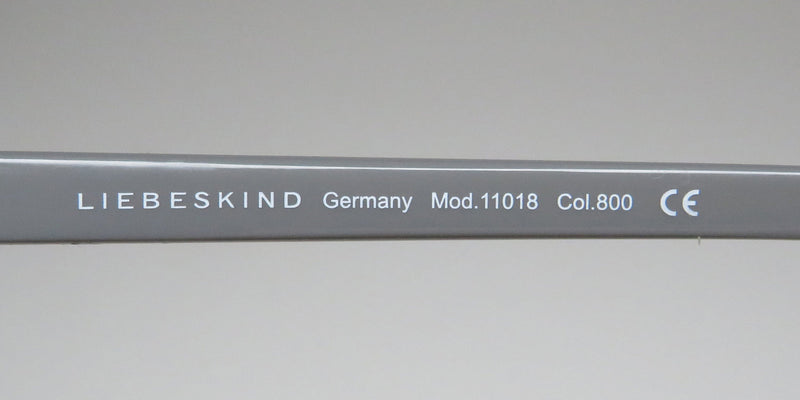 LIEBESKIND Germany Mod.11018 Col.800 CE